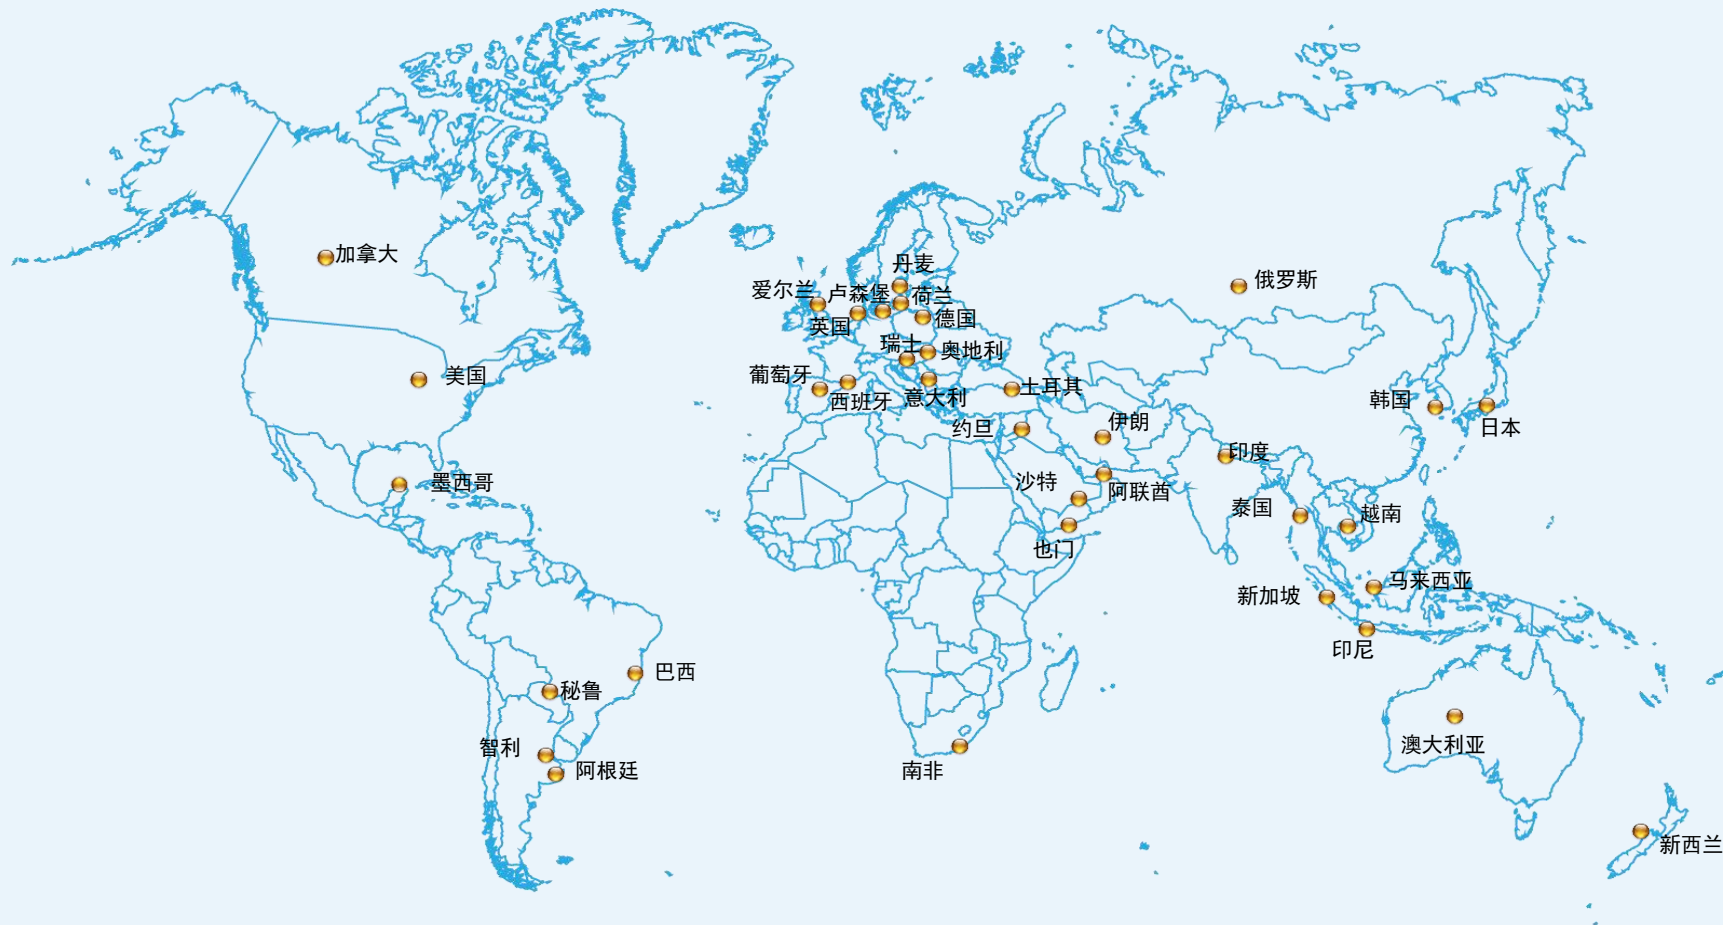 加拿大
丹麦
俄罗斯
爱尔兰
卢森堡
荷兰
英国
德国
瑞士
奥地利
美国
葡萄牙
土耳其
西班牙
意大利
韩国
日本
约旦
伊朗
印度
墨西哥
沙特
阿联酋
泰国
越南
也门
马来西亚
新加坡
印尼
巴西
秘鲁
智利
阿根廷
南非
澳大利亚
新西兰